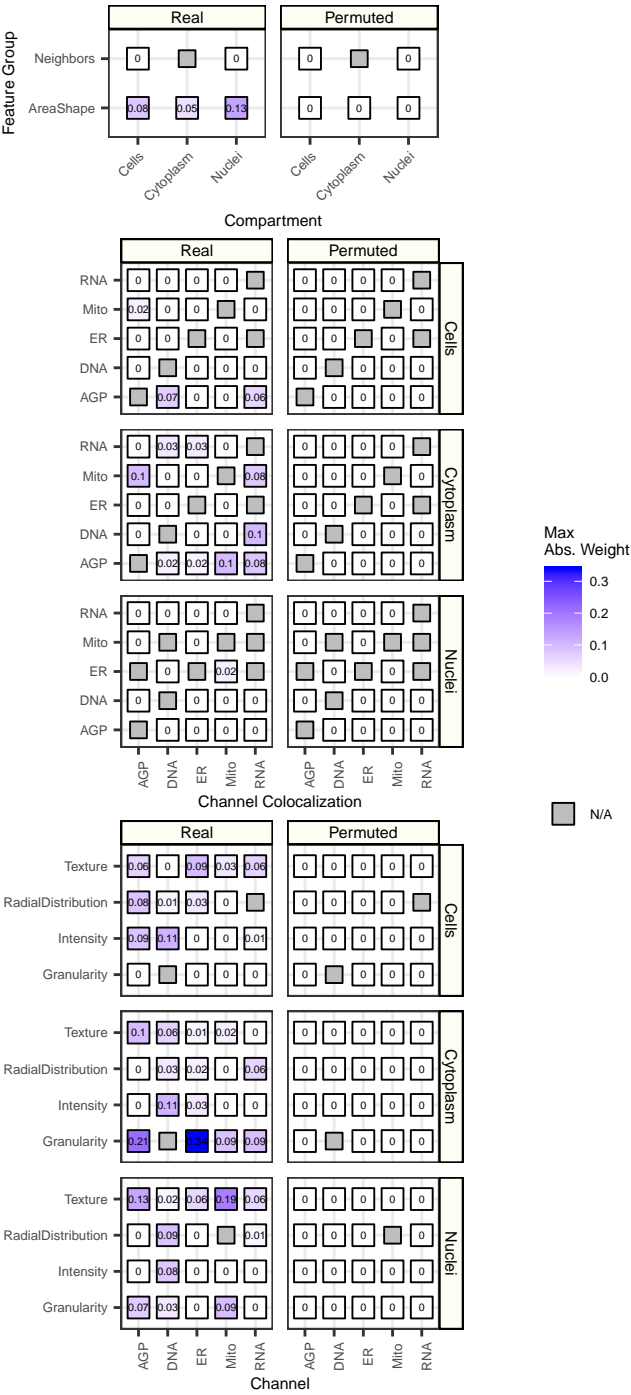 Real Permuted
Feature Group
Neighbors 0 0 0 0
AreaShape 0.08 0.05 0.13 0 0 0
Cells Cytoplasm Nuclei Cells Cytoplasm Nuclei
Compartment
Real Permuted
Cells
RNA 0 0 0 0 0 0 0 0
Mito 0.02 0 0 0 0 0 0 0
ER 0 0 0 0 0 0
DNA 0 0 0 0 0 0 0 0
AGP 0.07 0 0 0.06 0 0 0 0
Cytoplasm
RNA 0 0.03 0.03 0 0 0 0 0
Mito 0.1 0 0 0.08 0 0 0 0
ER 0 0 0 0 0 0
DNA 0 0 0 0.1 0 0 0 0
AGP 0.02 0.02 0.1 0.08 0 0 0 0
Nuclei
RNA 0 0 0 0 0 0 0 0
Mito 0 0 0 0
ER 0 0.02 0 0
DNA 0 0 0 0 0 0 0 0
AGP 0 0 0 0 0 0 0 0
AGP DNA ER Mito RNA AGP DNA ER Mito RNA
Channel Colocalization
Max
Abs. Weight
0.3
0.2
0.1
0.0
N/A
Real Permuted
Cells
Texture 0.06 0 0.09 0.03 0.06 0 0 0 0 0
RadialDistribution 0.08 0.01 0.03 0 0 0 0 0
Intensity 0.09 0.11 0 0 0.01 0 0 0 0 0
Granularity 0 0 0 0 0 0 0 0
Cytoplasm
Texture 0.1 0.06 0.01 0.02 0 0 0 0 0 0
RadialDistribution 0 0.03 0.02 0 0.06 0 0 0 0 0
Intensity 0 0.11 0.03 0 0 0 0 0 0 0
Granularity 0.21 0.34 0.09 0.09 0 0 0 0
Nuclei
Texture 0.13 0.02 0.06 0.19 0.06 0 0 0 0 0
RadialDistribution 0 0.09 0 0.01 0 0 0 0
Intensity 0 0.08 0 0 0 0 0 0 0 0
Granularity 0.07 0.03 0 0.09 0 0 0 0 0 0
AGP DNA ER Mito RNA AGP DNA ER Mito RNA
Channel